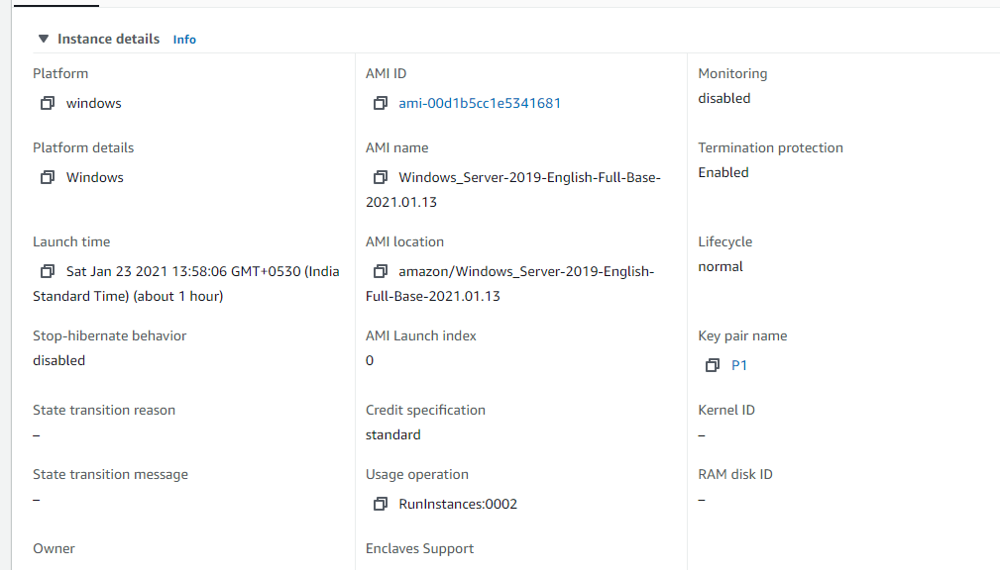 Instance details Info
Platform
windows
Platform details
Windows
Launch time
Sat Jan 23 2021 13:58:06 GMT+0530 (India
Standard Time) (about 1 hour)
Stop-hibernate behavior
disabled
State transition reason
–
State transition message
–
Owner
AMI ID
ami-00d1b5cc1e5341681
AMI name
Windows_Server-2019-English-Full-Base-
2021.01.13
AMI location
amazon/Windows_Server-2019-English-
Full-Base-2021.01.13
AMI Launch index
0
Credit specification
standard
Usage operation
RunInstances:0002
Enclaves Support
Monitoring
disabled
Termination protection
Enabled
Lifecycle
normal
Key pair name
P1
Kernel ID
–
RAM disk ID
–